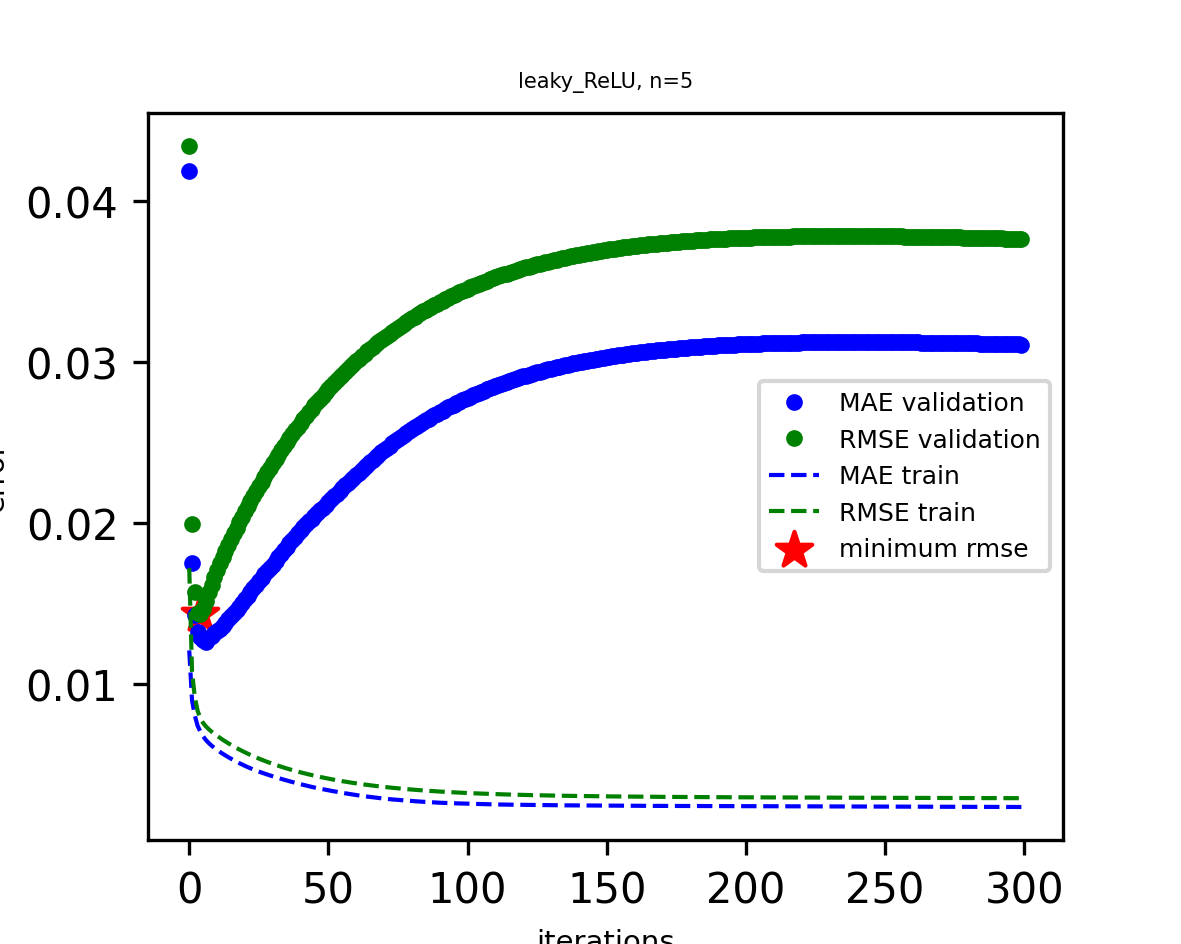 leaky_ReLU, n=5
0.04
0.03
0.02
0.01
MAE validation
RMSE validation
MAE train
RMSE train
minimum rmse
0 50 100 150 200 250 300
iterations